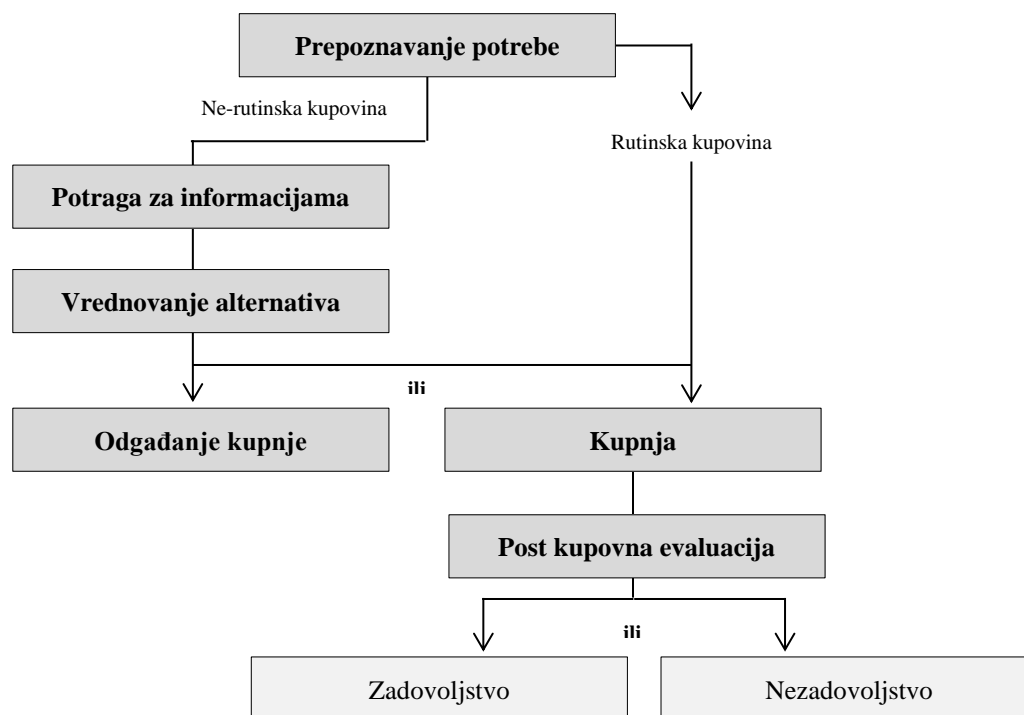 Prepoznavanje potrebe
Ne-rutinska kupovina
Rutinska kupovina
Potraga za informacijama
Vrednovanje alternativa
ili
Odgađanje kupnje
Kupnja
Post kupovna evaluacija
ili
Zadovoljstvo
Nezadovoljstvo